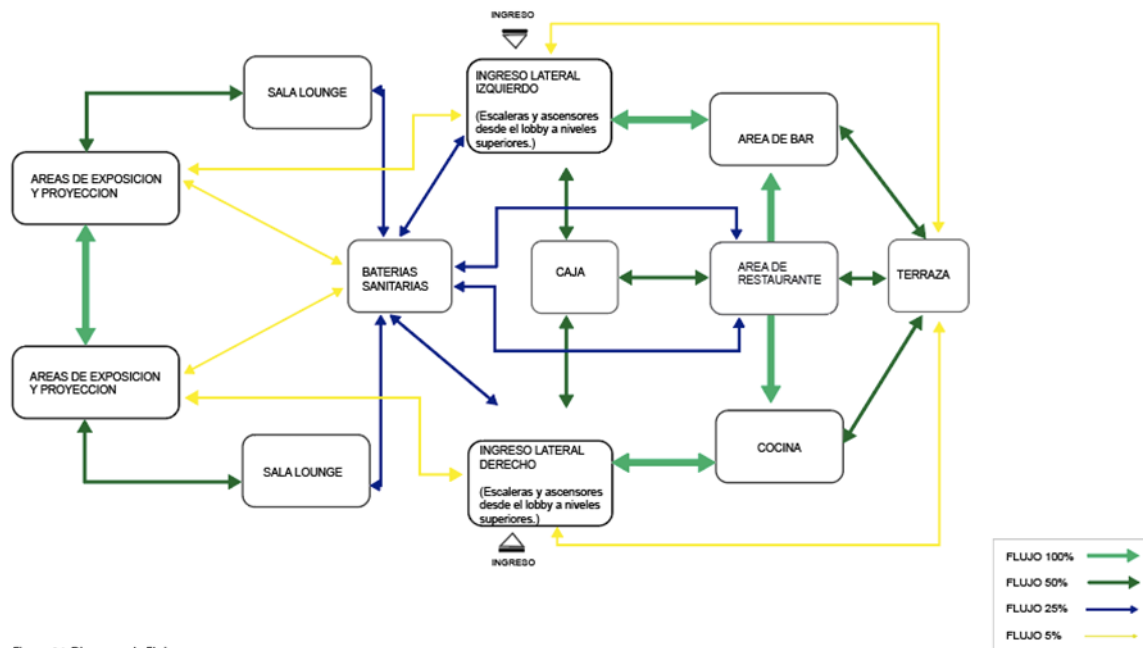 INGRESO
INGRESO LATERAL
IZQUIERDO
(Escaleras y ascensores
desde el lobby a niveles
superiores.)
SALA LOUNGE
AREA DE BAR
AREAS DE EXPOSICION
Y PROYECCION
BATERIAS
SANITARIAS
CAJA
AREA DE
RESTAURANTE
TERRAZA
AREAS DE EXPOSICION
Y PROYECCION
SALA LOUNGE
INGRESO LATERAL
DERECHO
(Escaleras y ascensores
desde el lobby a niveles
superiores.)
COCINA
INGRESO
FLUJO 100%
FLUJO 50%
FLUJO 25%
FLUJO 5%